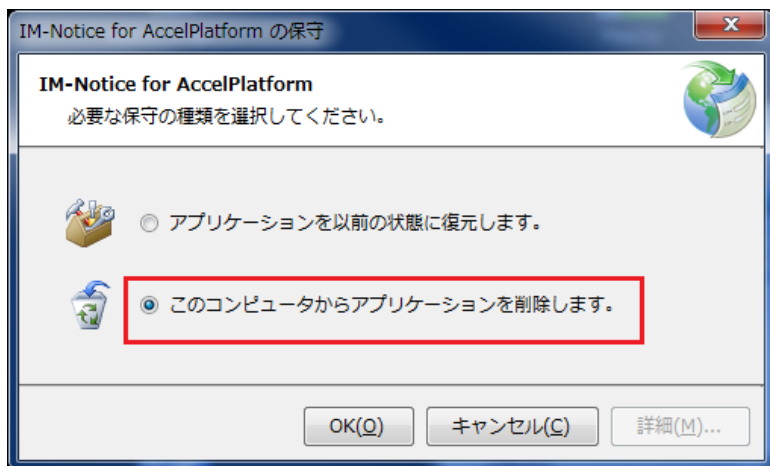 IM-Notice for AccelPlatform の保守
IM-Notice for AccelPlatform
必要な保守の種類を選択してください。
アプリケーションを以前の状態に復元します。
このコンピュータからアプリケーションを削除します。
OK(O)
キャンセル(C)
詳細(M)...